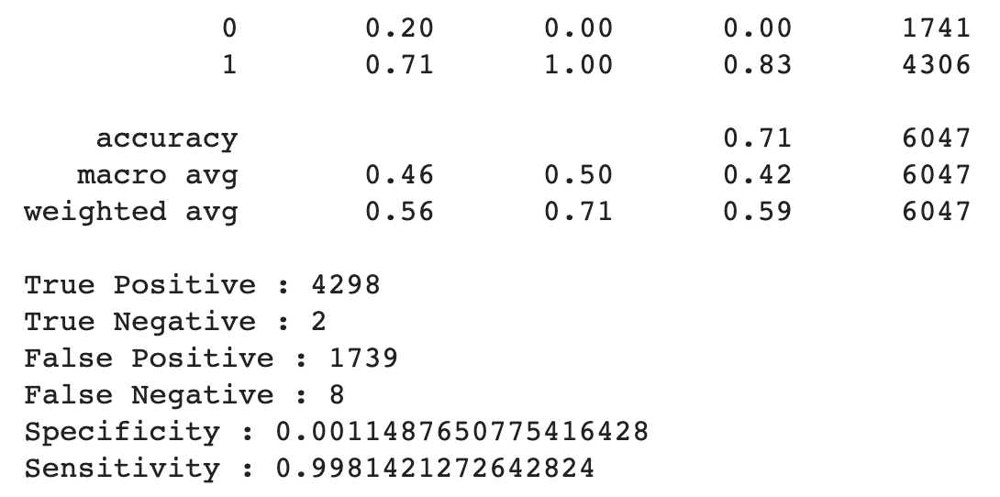 0 0.20 0.00 0.00 1741
1 0.71 1.00 0.83 4306
accuracy 0.71 6047
macro avg 0.46 0.50 0.42 6047
weighted avg 0.56 0.71 0.59 6047
True Positive : 4298
True Negative : 2
False Positive : 1739
False Negative : 8
Specificity : 0.0011487650775416428
Sensitivity : 0.9981421272642824